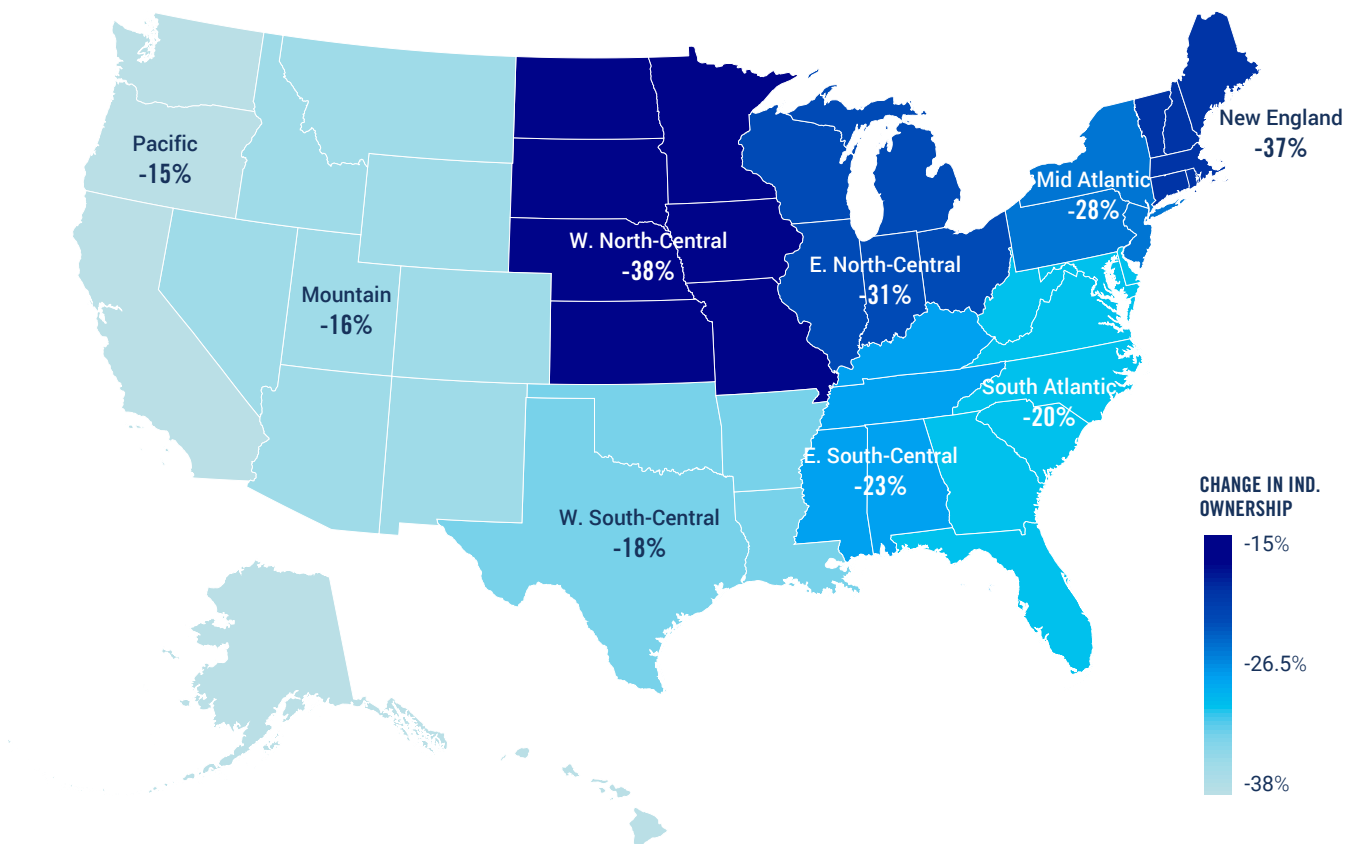 Pacific
-15%
Mountain
-16%
W. North-Central
-38%
W. South-Central
-18%
E. North-Central
-31%
E. South-Central
-23%
South Atlantic
-20%
Mid Atlantic
-28%
New England
-37%
CHANGE IN IND.
OWNERSHIP
-15%
-26.5%
-38%